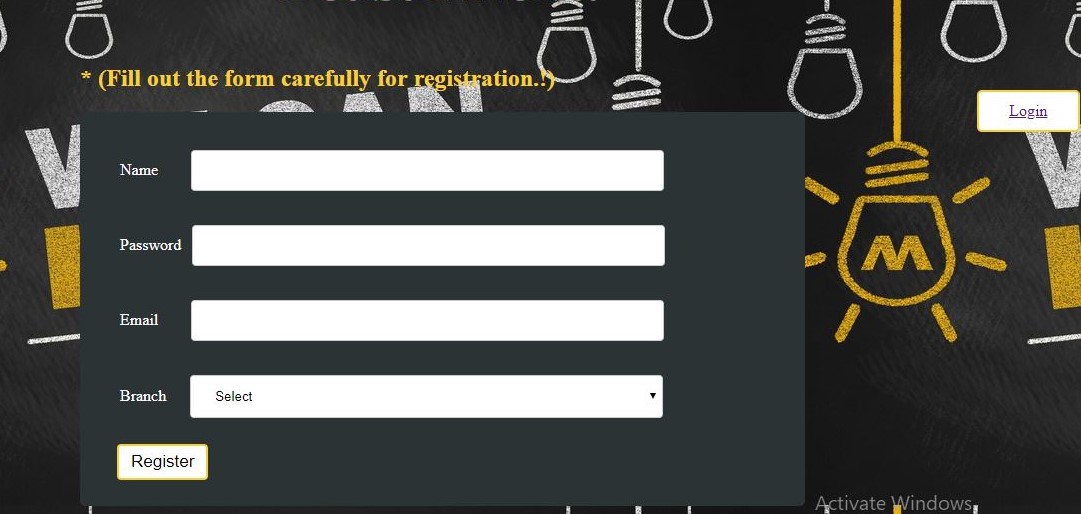 * (Fill out the form carefully for registration.!)
Login
Name
Password
Email
Branch
Select
Register
Activate Windows